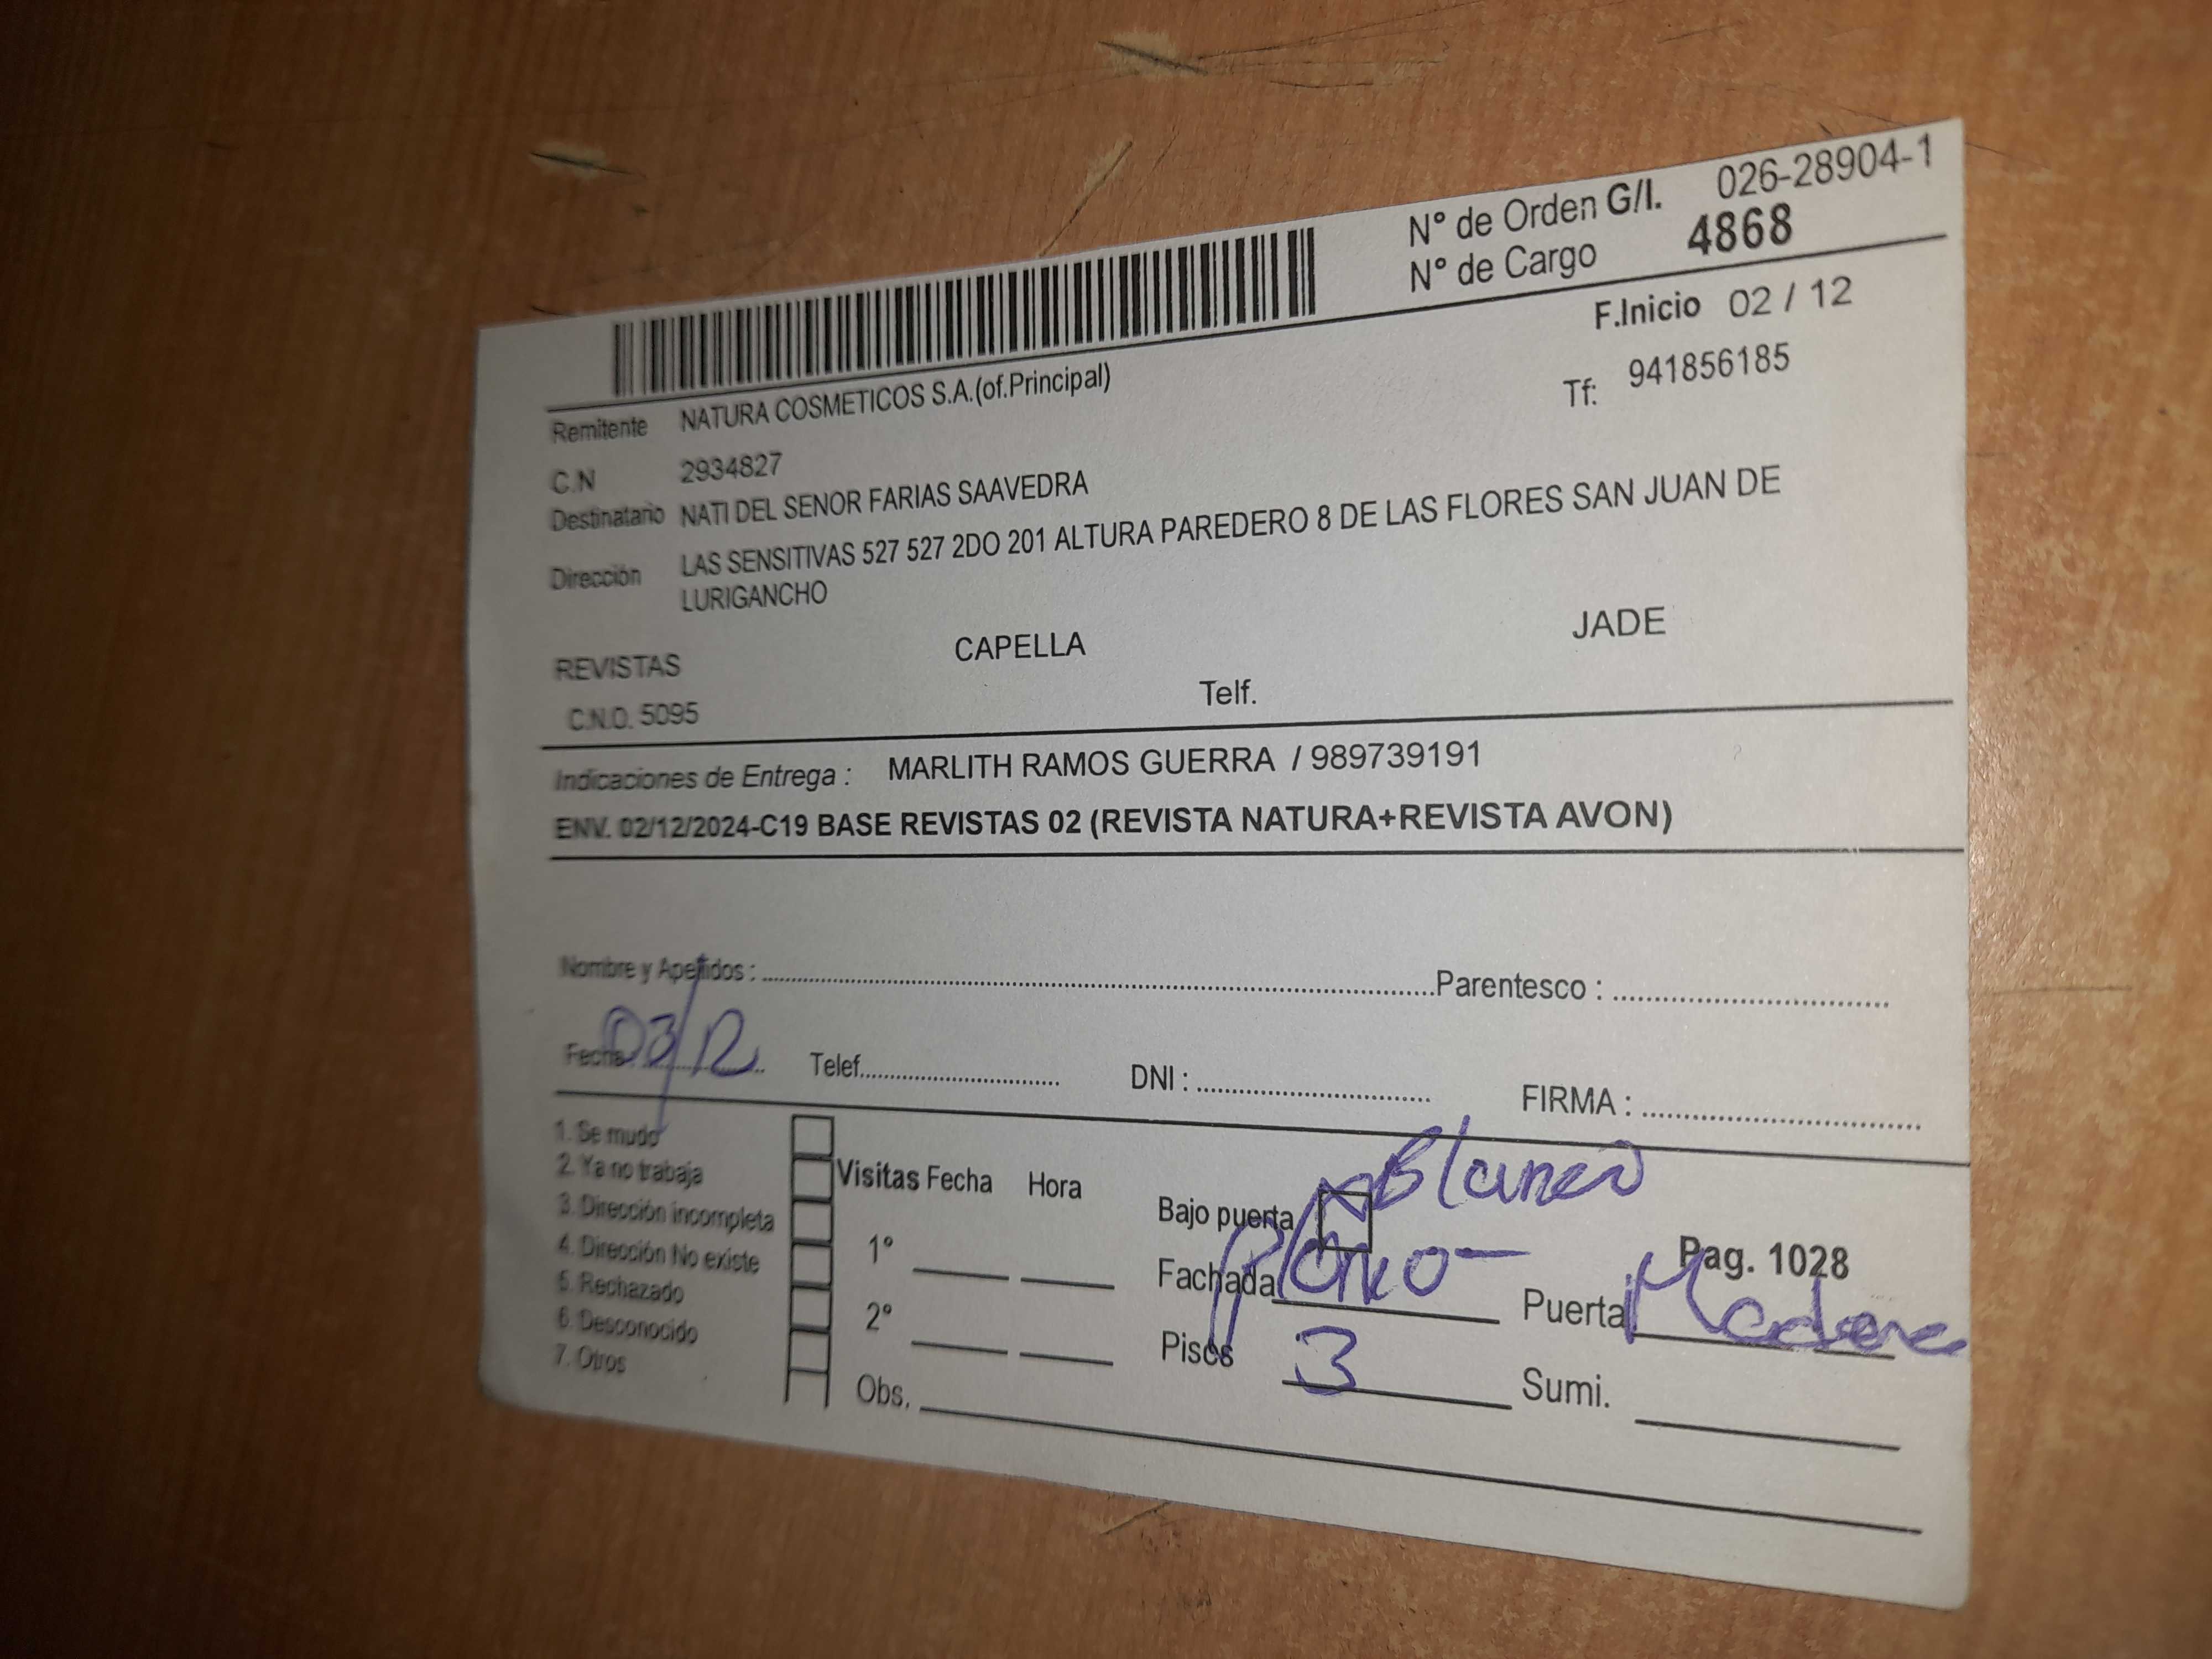 N° de Orden G/I. 026-28904-1
N° de Cargo 4868
F.Inicio 02 / 12
Remitente NATURA COSMETICOS S.A.(of.Principal)
Tf: 941856185
C.N 2934827
Destinatario NATI DEL SENOR FARIAS SAAVEDRA
Dirección LAS SENSITIVAS 527 527 2DO 201 ALTURA PAREDERO 8 DE LAS FLORES SAN JUAN DE
LURIGANCHO
REVISTAS CAPELLA JADE
C.N.O. 5095 Telf.
Indicaciones de Entrega : MARLITH RAMOS GUERRA / 989739191
ENV. 02/12/2024-C19 BASE REVISTAS 02 (REVISTA NATURA+REVISTA AVON)
Nombre y Apellidos : Parentesco :
Fecha 03/12 Telef. DNI : FIRMA :
1. Se mudo
2. Ya no trabaja
3. Dirección incompleta
4. Dirección No existe
5. Rechazado
6. Desconocido
7. Otros
Visitas Fecha Hora
1°
2°
Obs.
Bajo puerta Blanco
Fachada Blanco
Pisos 3
Pag. 1028
Puerta Madera
Sumi.